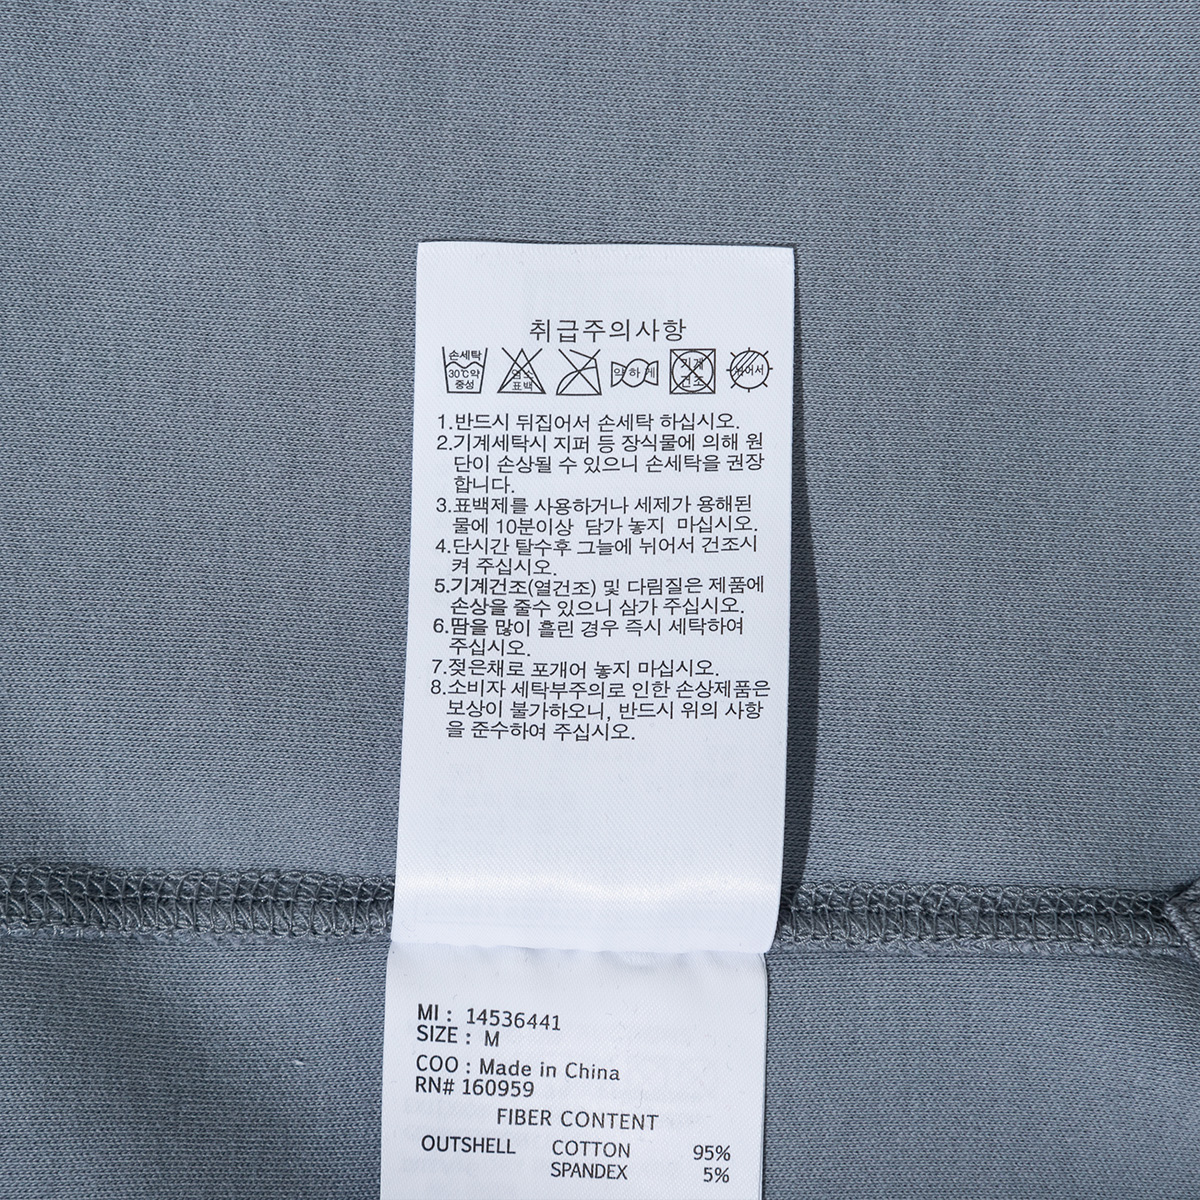 취급주의사항
손세탁 30℃약 중성 염소 표백 약하게 기계 건조 뉘어서
1.반드시 뒤집어서 손세탁 하십시오.
2.기계세탁시 지퍼 등 장식물에 의해 원
단이 손상될 수 있으니 손세탁을 권장
합니다.
3.표백제를 사용하거나 세제가 용해된
물에 10분이상 담가 놓지 마십시오.
4.단시간 탈수후 그늘에 뉘어서 건조시
켜 주십시오.
5.기계건조(열건조) 및 다림질은 제품에
손상을 줄수 있으니 삼가 주십시오.
6.땀을 많이 흘린 경우 즉시 세탁하여
주십시오.
7.젖은채로 포개어 놓지 마십시오.
8.소비자 세탁부주의로 인한 손상제품은
보상이 불가하오니, 반드시 위의 사항
을 준수하여 주십시오.
MI : 14536441
SIZE : M
COO : Made in China
RN# 160959
FIBER CONTENT
OUTSHELL COTTON 95%
SPANDEX 5%